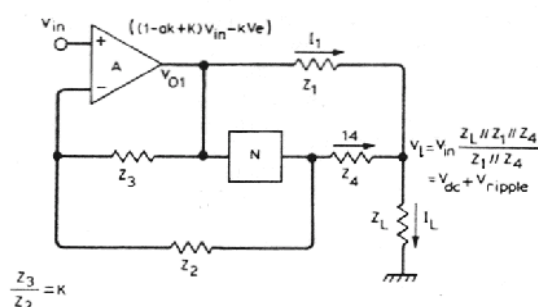 ((1-ak+K)Vin-kVe)
Vin
+
A
−
VO1
I1
Z1
Z3
N
14
Z4
Vl=Vin ZL//Z1//Z4 / Z1//Z4
=Vdc+Vripple
Z2
ZL
IL
Z3/Z2=K